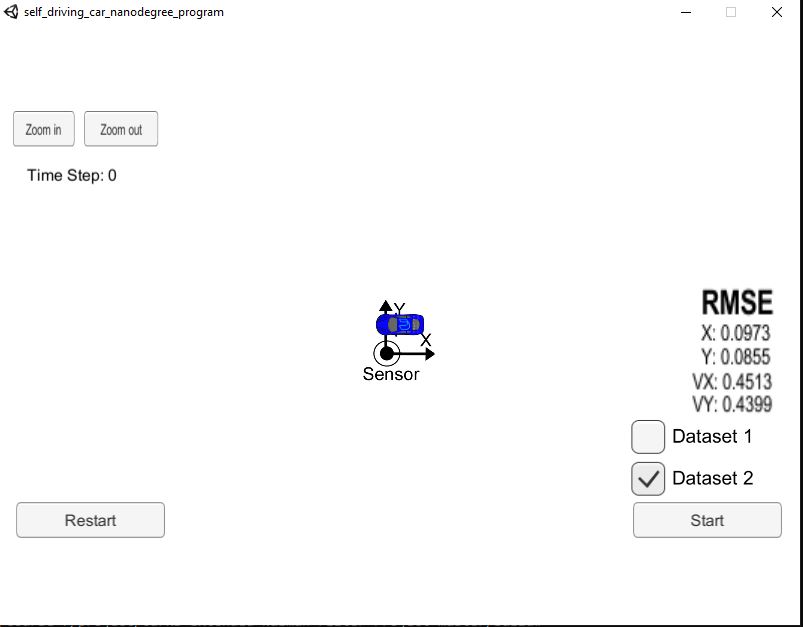 self_driving_car_nanodegree_program
Zoom in Zoom out
Time Step: 0
Y
X
Sensor
RMSE
X: 0.0973
Y: 0.0855
VX: 0.4513
VY: 0.4399
Dataset 1
Dataset 2
Restart Start